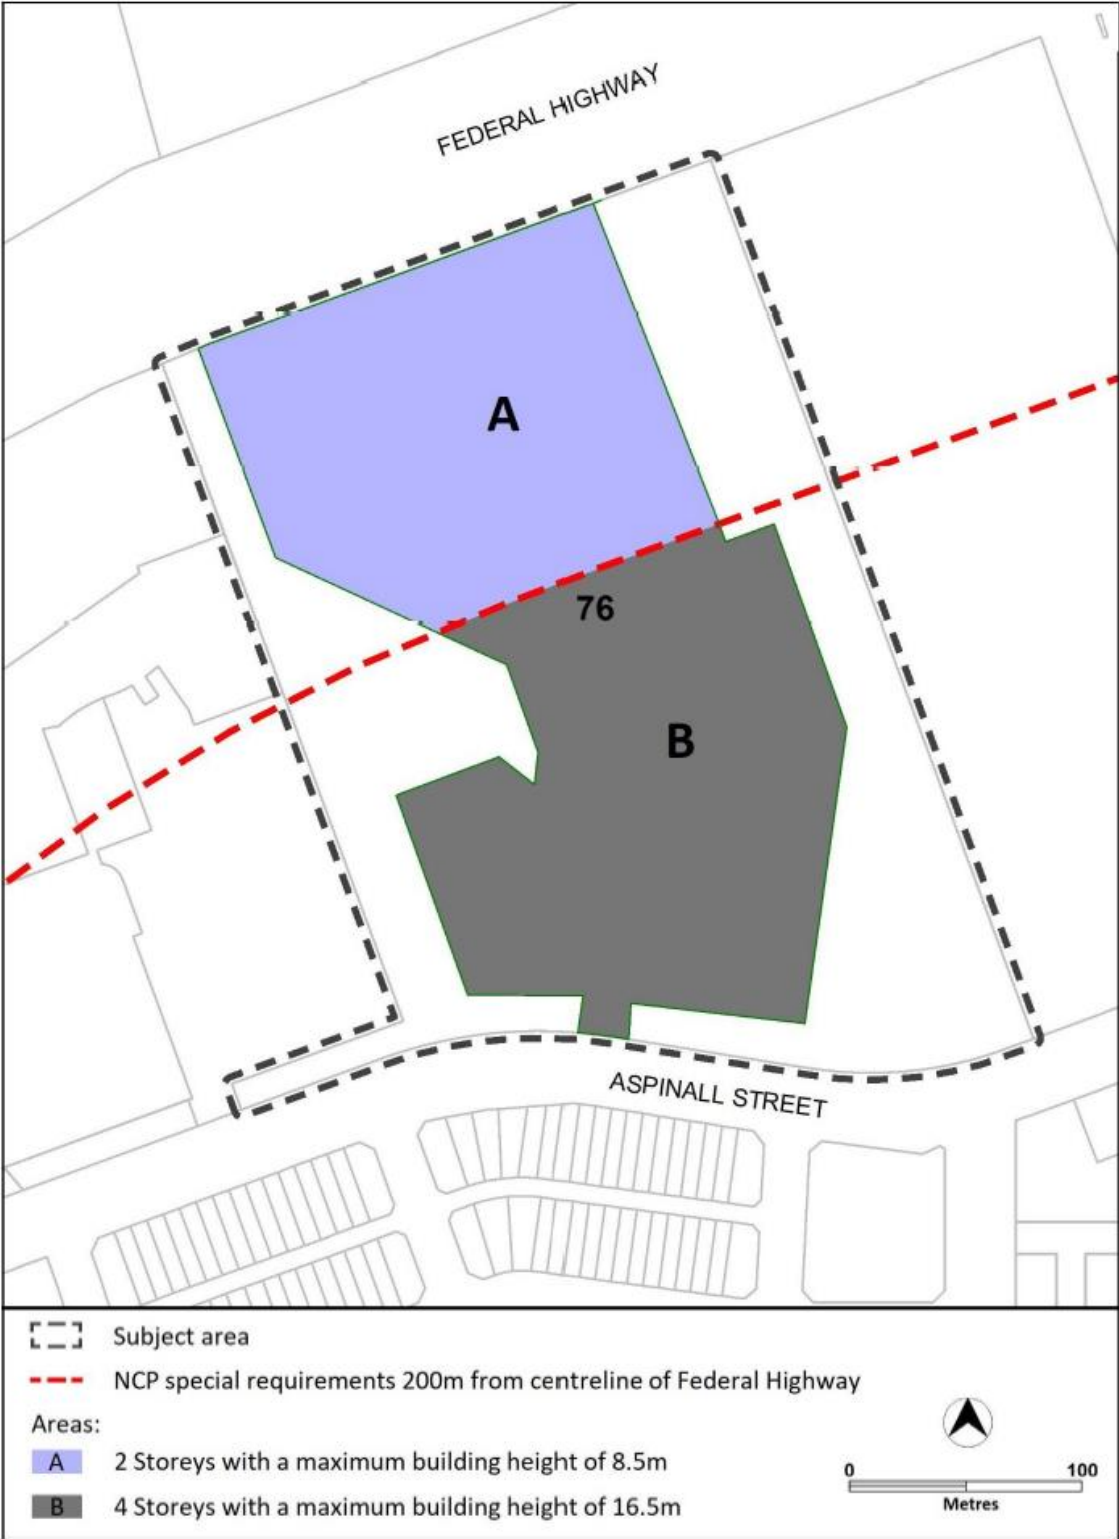 FEDERAL HIGHWAY
A
76
B
ASPINALL STREET
Subject area
NCP special requirements 200m from centreline of Federal Highway
Areas:
A 2 Storeys with a maximum building height of 8.5m
B 4 Storeys with a maximum building height of 16.5m
0 100
Metres